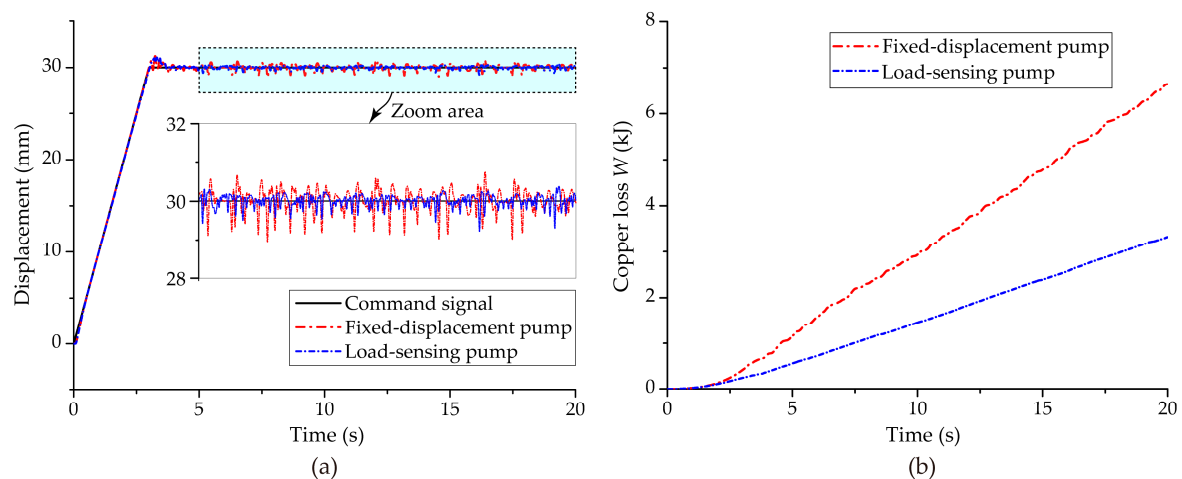 Displacement (mm)
30
20
10
0
0
5
10
15
20
Time (s)
Zoom area
32
30
28
Command signal
Fixed-displacement pump
Load-sensing pump
(a)
Copper loss W (kJ)
8
6
4
2
0
0
5
10
15
20
Time (s)
Fixed-displacement pump
Load-sensing pump
(b)